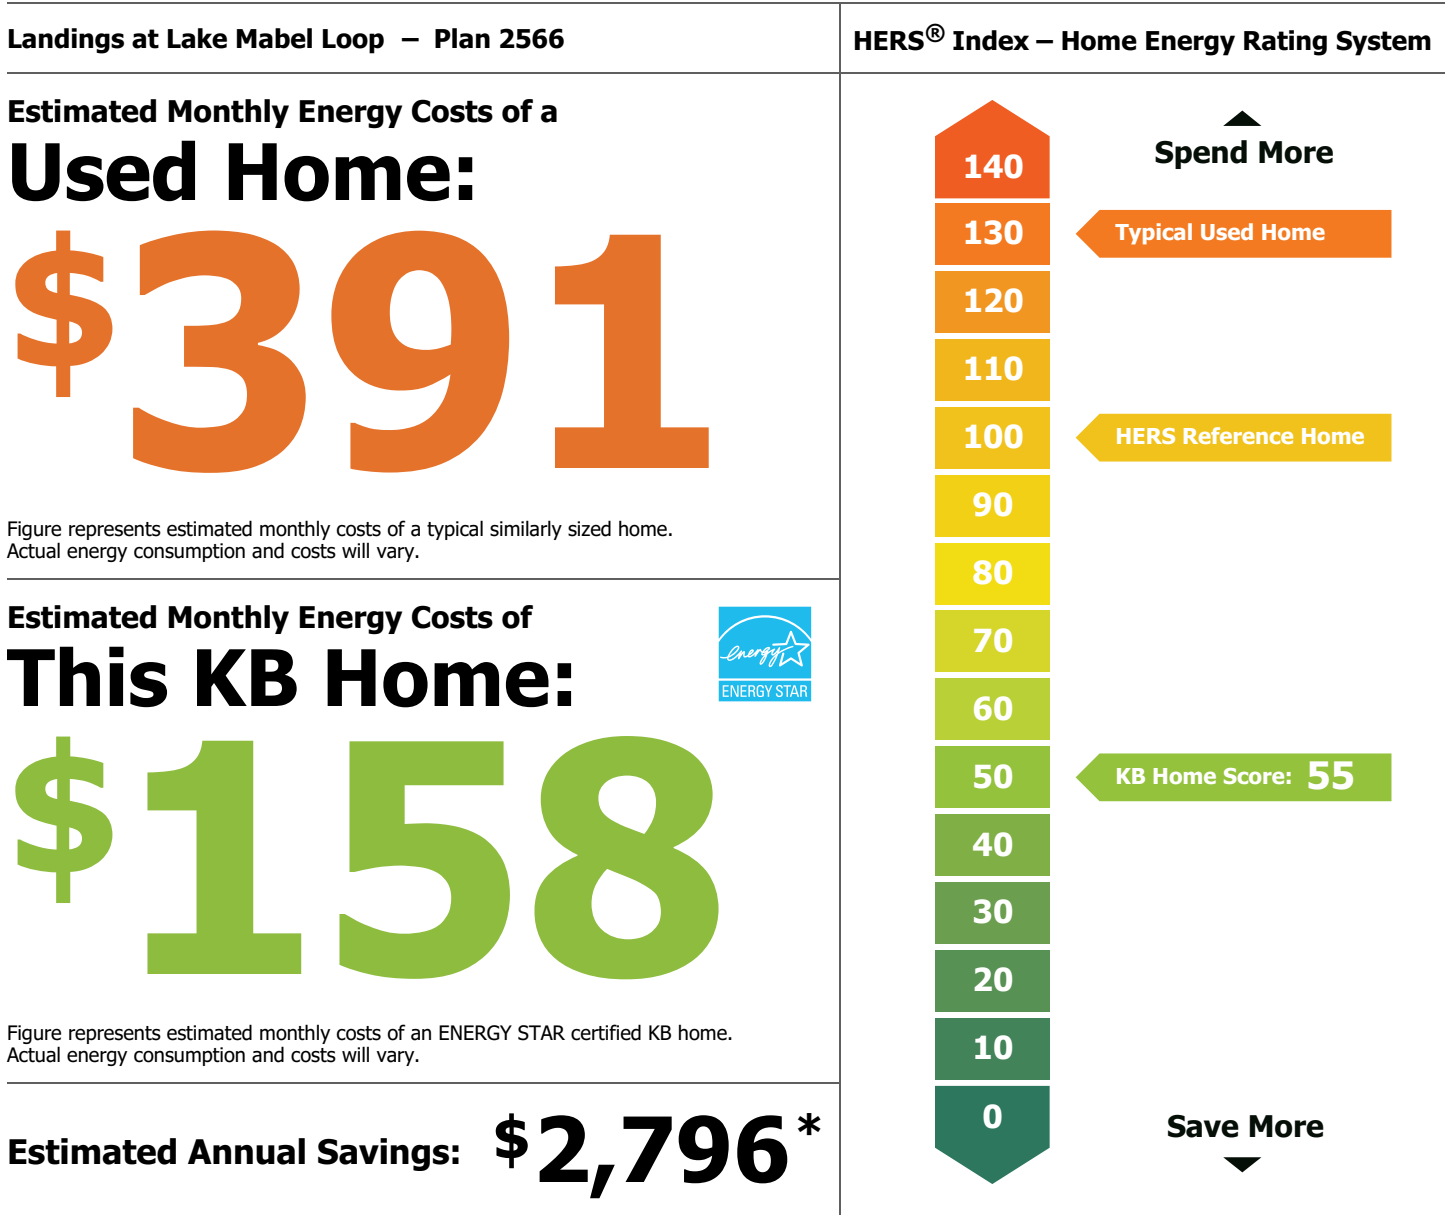 Landings at Lake Mabel Loop – Plan 2566
Estimated Monthly Energy Costs of a
Used Home:
$391
Figure represents estimated monthly costs of a typical similarly sized home.
Actual energy consumption and costs will vary.
Estimated Monthly Energy Costs of
This KB Home:
energy
ENERGY STAR
$158
Figure represents estimated monthly costs of an ENERGY STAR certified KB home.
Actual energy consumption and costs will vary.
Estimated Annual Savings: $2,796*
HERS® Index – Home Energy Rating System
Spend More
140
130 Typical Used Home
120
110
100 HERS Reference Home
90
80
70
60
50 KB Home Score: 55
40
30
20
10
0
Save More